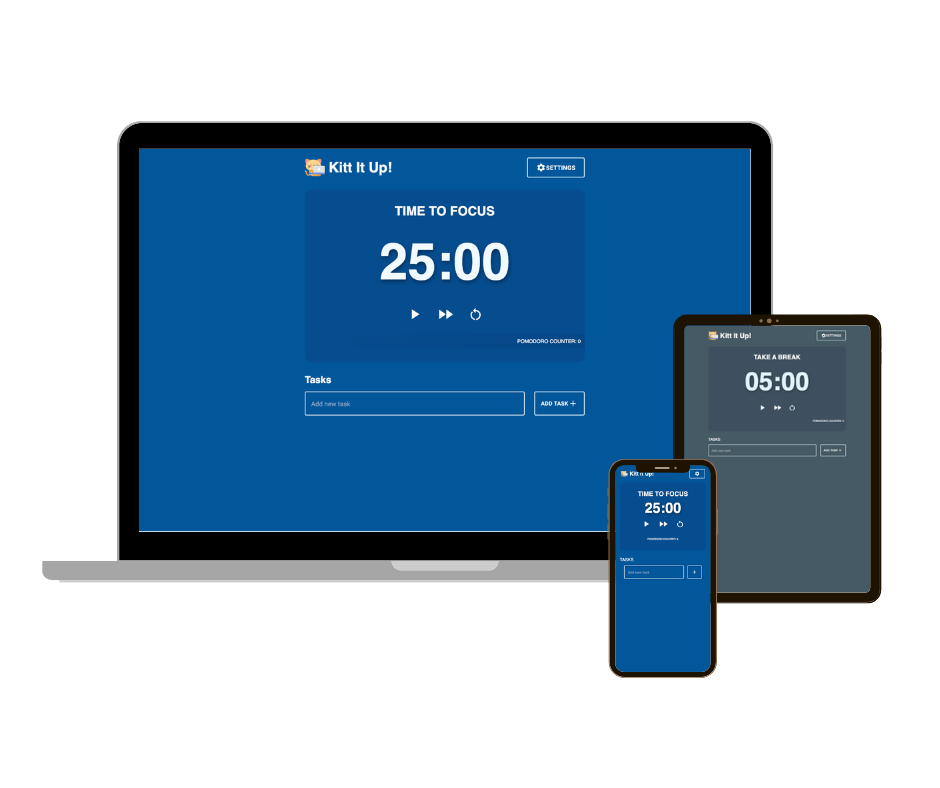 Kitt It Up!
SETTINGS
TIME TO FOCUS
25:00
POMODORO COUNTER: 0
Tasks
Add new task
ADD TASK +
Kitt It Up!
SETTINGS
TAKE A BREAK
05:00
POMODORO COUNTER:
TASKS
Add new task
ADD TASK +
Kitt It Up!
TIME TO FOCUS
25:00
POMODORO COUNTER:
TASKS
Add new task
+